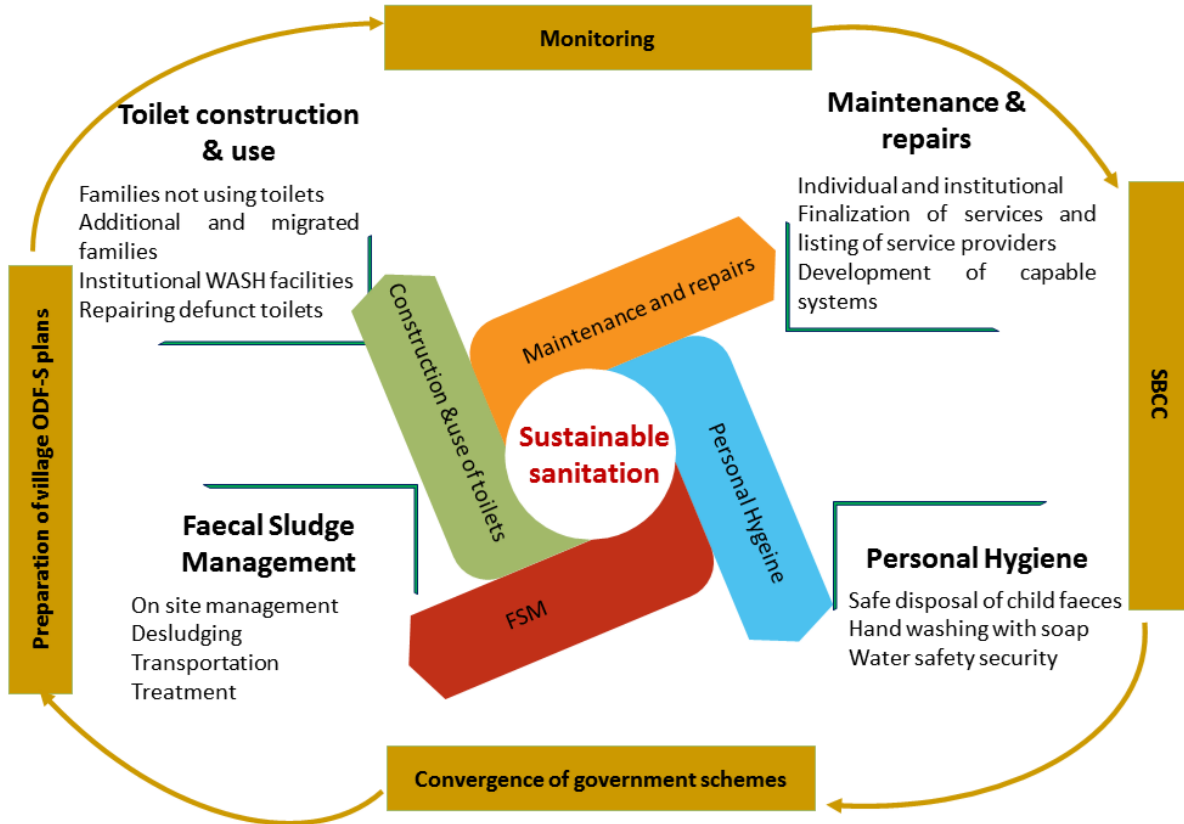 Monitoring
Toilet construction
& use
Families not using toilets
Additional and migrated
families
Institutional WASH facilities
Repairing defunct toilets
Maintenance &
repairs
Individual and institutional
Finalization of services and
listing of service providers
Development of capable
systems
Preparation of village ODF-S plans
SBCC
Construction &use of toilets
Maintenance and repairs
Personal Hygeine
FSM
Sustainable
sanitation
Faecal Sludge
Management
On site management
Desludging
Transportation
Treatment
Personal Hygiene
Safe disposal of child faeces
Hand washing with soap
Water safety security
Convergence of government schemes